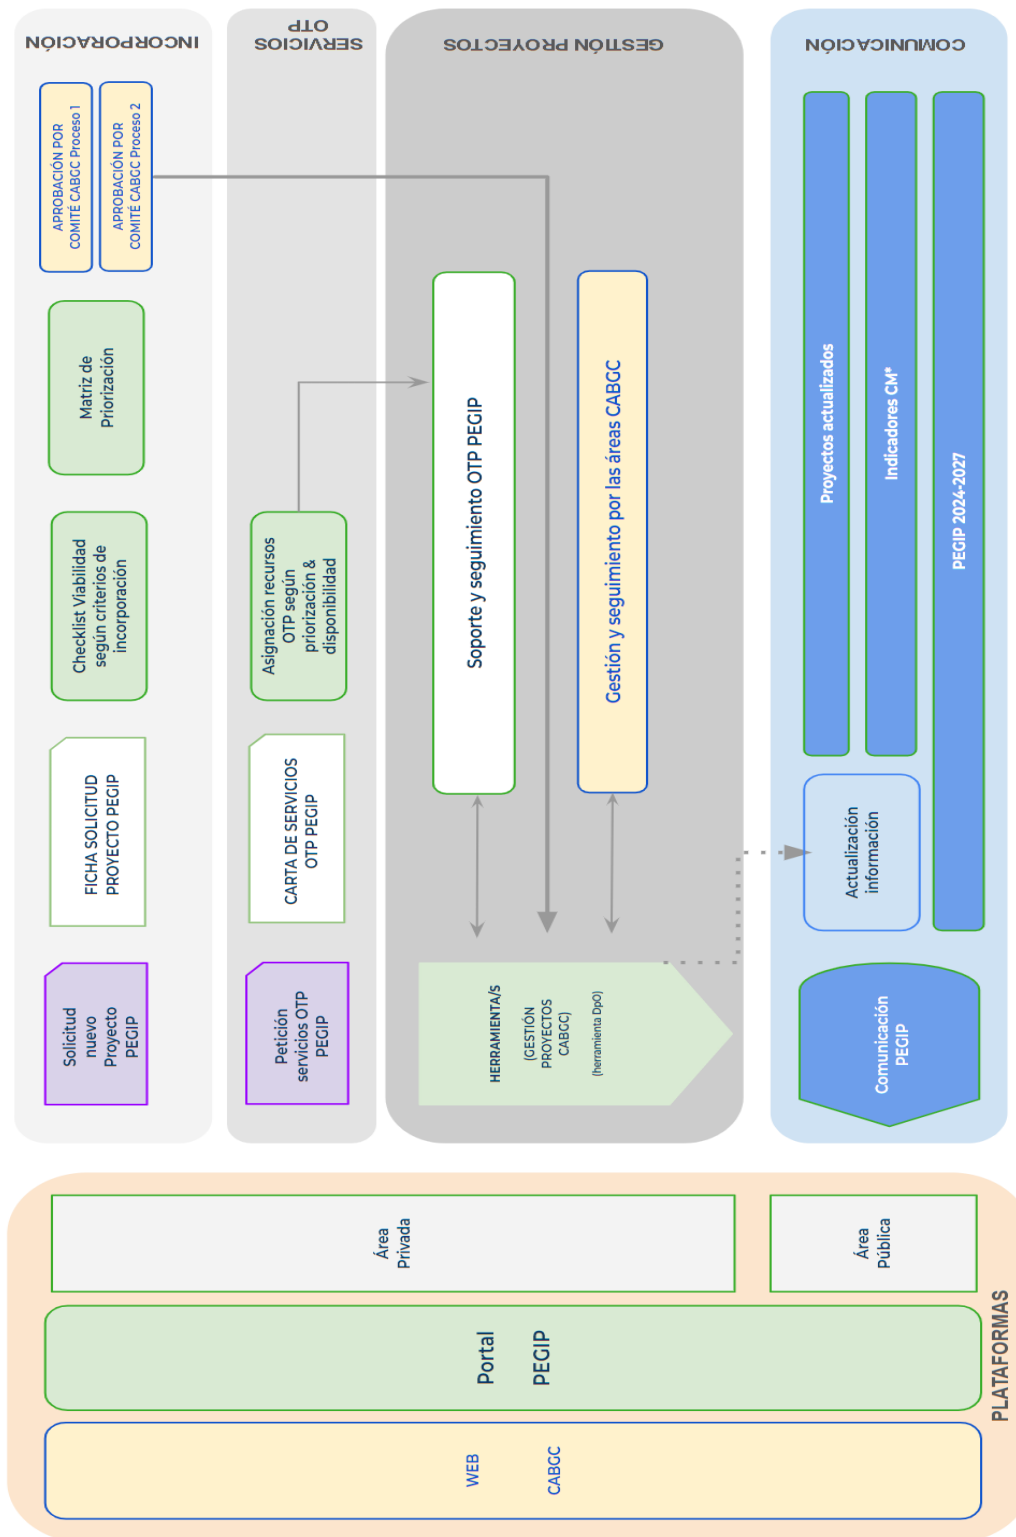 INCORPORACIÓN
Solicitud
nuevo
Proyecto
PEGIP
FICHA SOLICITUD
PROYECTO PEGIP
Checklist Viabilidad
según criterios de
incorporación
Matriz de
Priorización
APROBACIÓN POR
COMITÉ CABGC Proceso 1
APROBACIÓN POR
COMITÉ CABGC Proceso 2
SERVICIOS
OTP
Petición
servicios OTP
PEGIP
CARTA DE SERVICIOS
OTP PEGIP
Asignación recursos
OTP según
priorización &
disponibilidad
GESTIÓN PROYECTOS
HERRAMIENTA/S
(GESTIÓN
PROYECTOS
CABGC)
(herramienta DpO)
Soporte y seguimiento OTP PEGIP
Gestión y seguimiento por las áreas CABGC
COMUNICACIÓN
Comunicación
PEGIP
Actualización
información
Proyectos actualizados
Indicadores CM*
PEGIP 2024-2027
PLATAFORMAS
Área
Privada
Área
Pública
Portal
PEGIP
WEB
CABGC